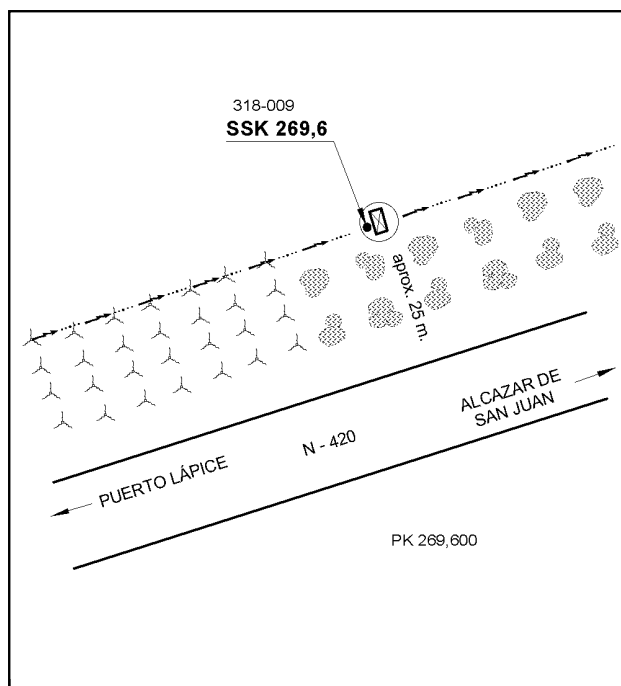 318-009
SSK 269,6
aprox. 25 m.
ALCAZAR DE
SAN JUAN
N - 420
PUERTO LÁPICE
PK 269,600